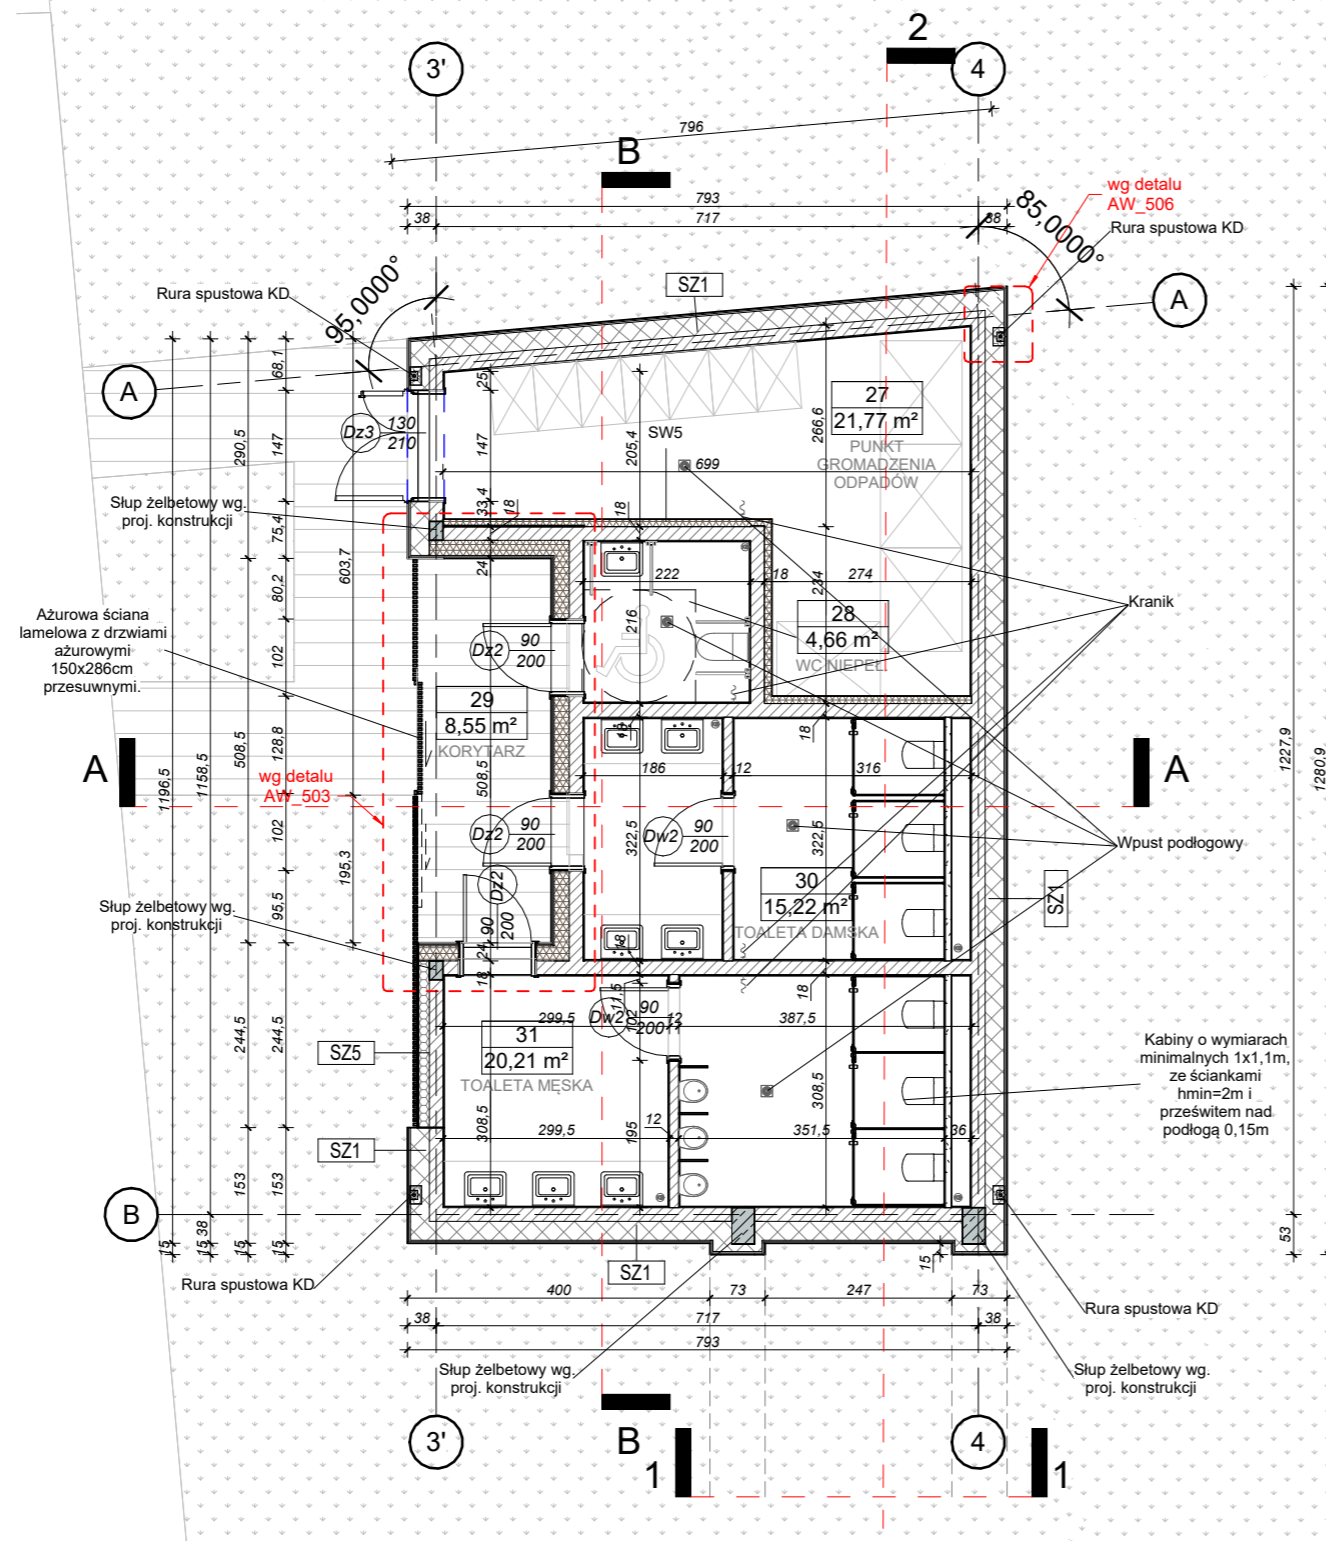 2
3'
4
796
B
793
38
717
38
wg detalu
AW_506
Rura spustowa KD
85,0000°
95,0000°
Rura spustowa KD
SZ1
A
A
68,1
25
Dz3
130
210
290,5
147
147
205,4
266,6
27
21,77 m²
PUNKT
GROMADZENIA
ODPADÓW
SW5
699
Słup żelbetowy wg.
proj. konstrukcji
75,4
33,4
18
18
603,7
24
80,2
222
18
274
234
216
28
4,66 m²
WC NIEPEŁ.
Kranik
Ażurowa ściana
lamelowa z drzwiami
ażurowymi
150x286cm
przesuwnymi.
102
Dz2
90
200
29
8,55 m²
KORYTARZ
18
18
1227,9
1280,9
A
A
1196,5
1158,5
508,5
128,8
508,5
186
12
316
wg detalu
AW_503
102
195,3
Dz2
90
200
322,5
Dw2
90
200
322,5
Wpust podłogowy
95,5
Dz2
90
200
30
15,22 m²
TOALETA DAMSKA
SZ1
Słup żelbetowy wg.
proj. konstrukcji
24
18
18
18
11,5
102
Dw2
90
200
299,5
12
387,5
244,5
244,5
SZ5
31
20,21 m²
TOALETA MĘSKA
Kabiny o wymiarach
minimalnych 1x1,1m,
ze ściankami
hmin=2m i
prześwitem nad
podłogą 0,15m
308,5
308,5
12
299,5
195
351,5
36
SZ1
153
153
B
38
15
15
15
15
53
15
Rura spustowa KD
SZ1
400
73
247
73
Rura spustowa KD
38
717
38
793
Słup żelbetowy wg.
proj. konstrukcji
Słup żelbetowy wg.
proj. konstrukcji
3'
B
4
1
1